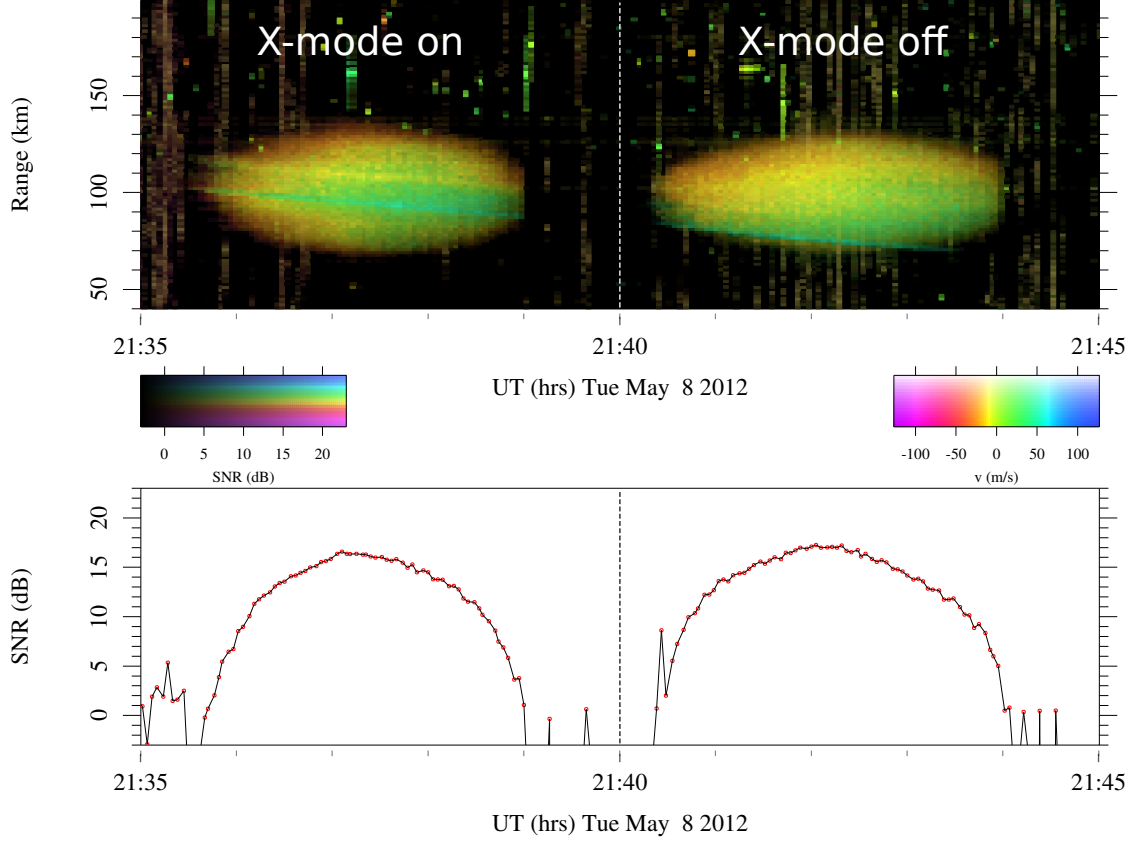 X-mode on X-mode off
Range (km)
150
100
50
21:35 21:40 21:45
UT (hrs) Tue May 8 2012
0 5 10 15 20
SNR (dB)
-100 -50 0 50 100
v (m/s)
SNR (dB)
20
15
10
5
0
21:35 21:40 21:45
UT (hrs) Tue May 8 2012